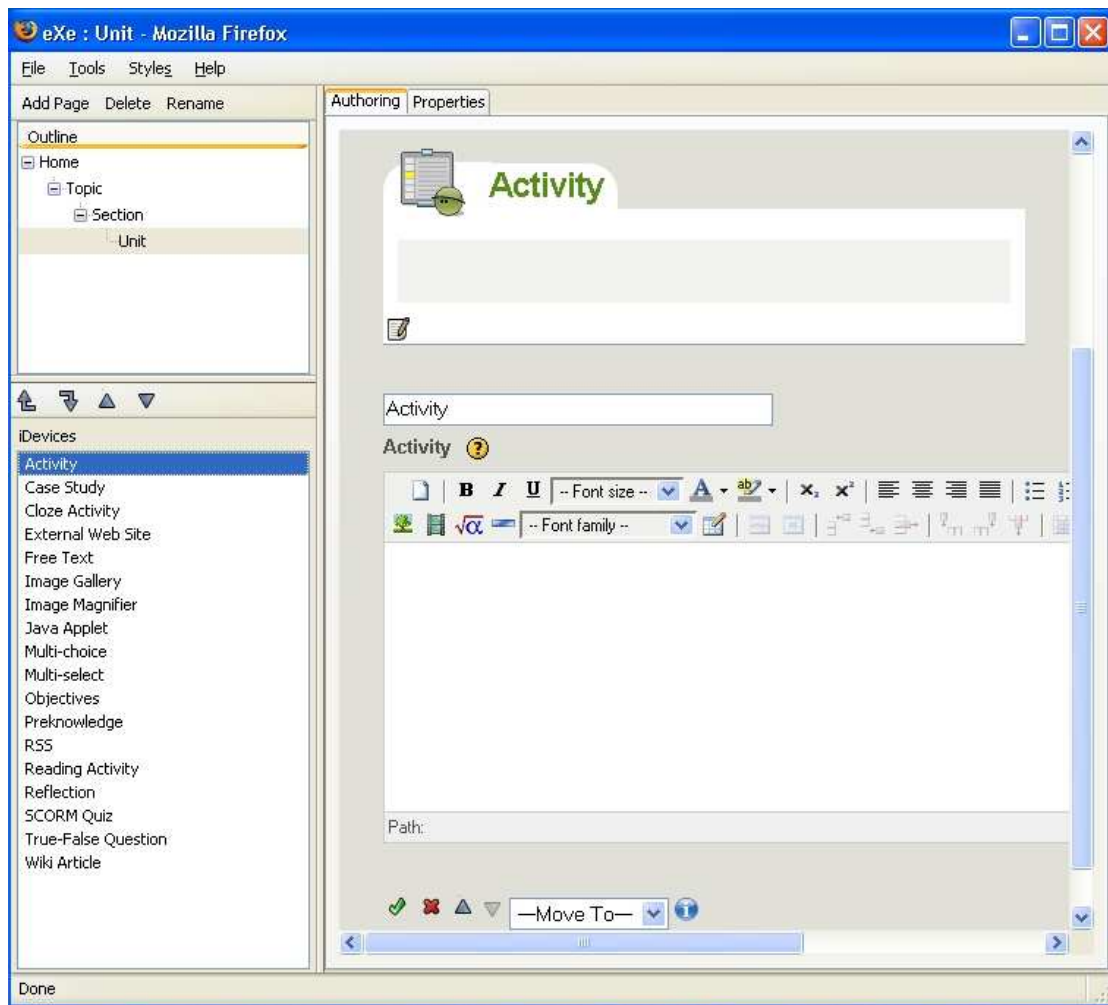 eXe : Unit - Mozilla Firefox
File Tools Styles Help
Add Page Delete Rename
Outline
Home
Topic
Section
Unit
iDevices
Activity
Case Study
Cloze Activity
External Web Site
Free Text
Image Gallery
Image Magnifier
Java Applet
Multi-choice
Multi-select
Objectives
Preknowledge
RSS
Reading Activity
Reflection
SCORM Quiz
True-False Question
Wiki Article
Authoring Properties
Activity
Activity
Activity
B I U -- Font size --
-- Font family --
Path:
—Move To—
Done